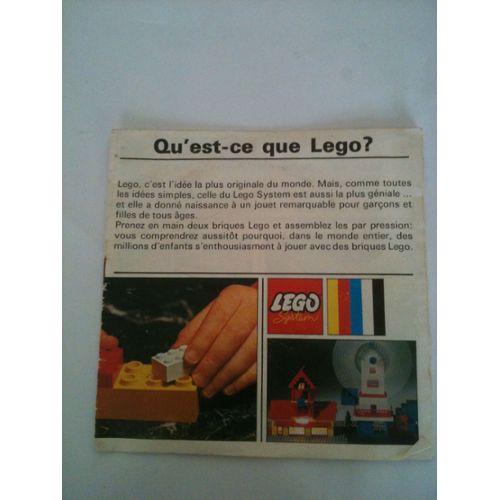 Qu'est-ce que Lego?
Lego, c'est l'idée la plus originale du monde. Mais, comme toutes
les idées simples, celle du Lego System est aussi la plus géniale ...
et elle a donné naissance à un jouet remarquable pour garçons et
filles de tous âges.
Prenez en main deux briques Lego et assemblez les par pression:
vous comprendrez aussitôt pourquoi, dans le monde entier, des
millions d'enfants s'enthousiasment à jouer avec des briques Lego.
LEGO
System